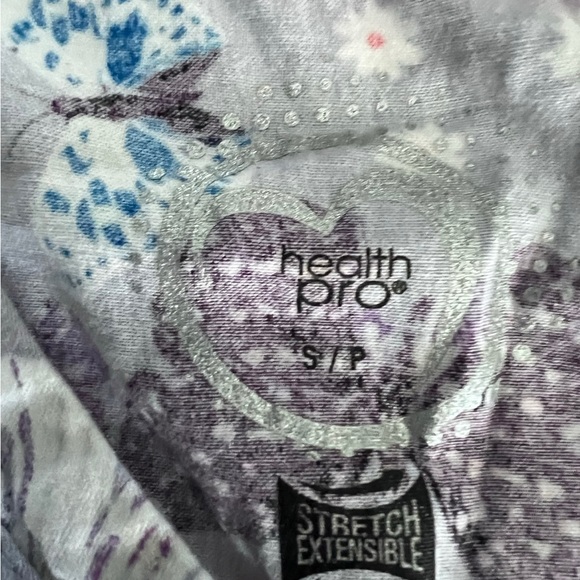 health
pro®
S / P
STRETCH
EXTENSIBLE